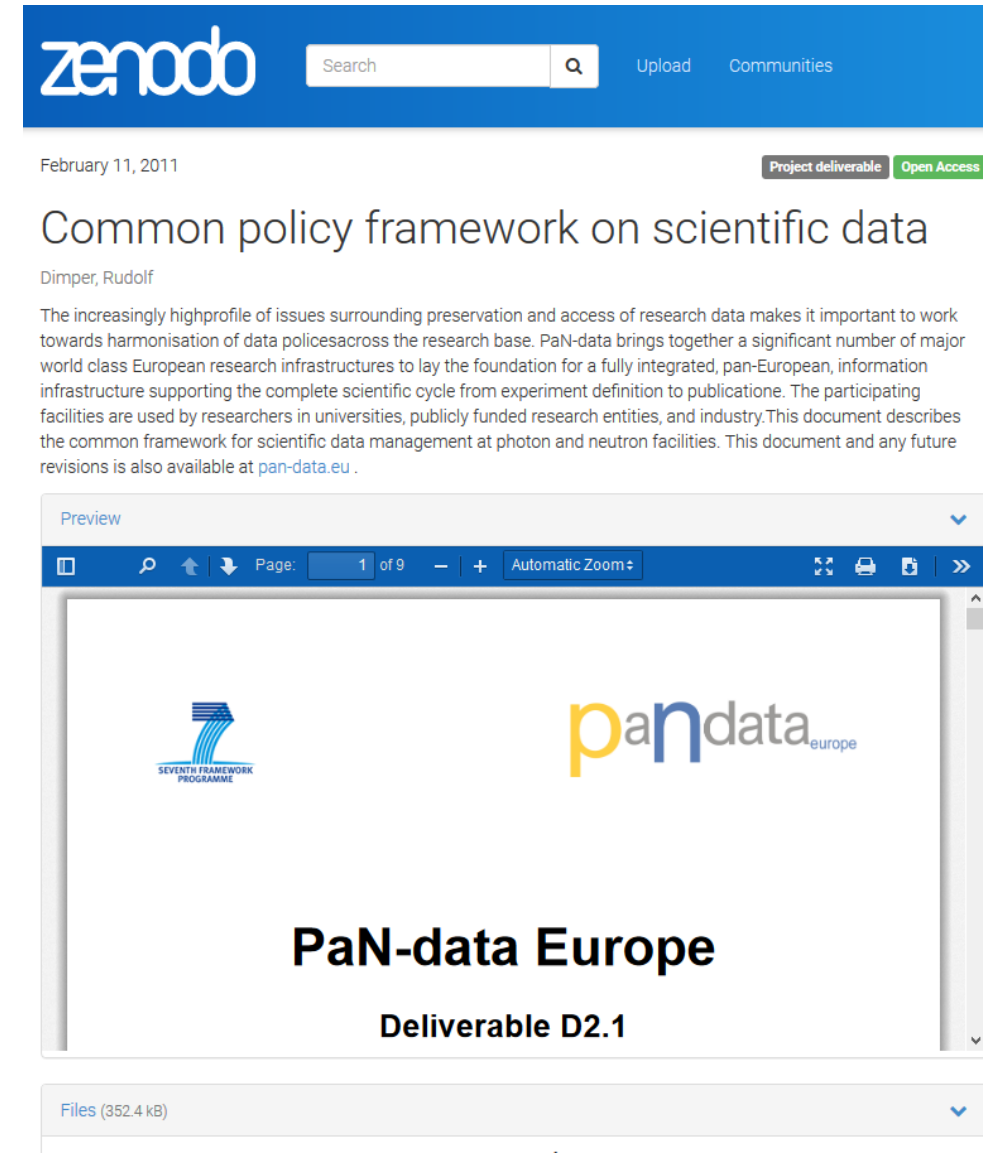 zenodo
Search
Upload
Communities
February 11, 2011
Project deliverable
Open Access
Common policy framework on scientific data
Dimper, Rudolf
The increasingly highprofile of issues surrounding preservation and access of research data makes it important to work
towards harmonisation of data policesacross the research base. PaN-data brings together a significant number of major
world class European research infrastructures to lay the foundation for a fully integrated, pan-European, information
infrastructure supporting the complete scientific cycle from experiment definition to publicatione. The participating
facilities are used by researchers in universities, publicly funded research entities, and industry.This document describes
the common framework for scientific data management at photon and neutron facilities. This document and any future
revisions is also available at pan-data.eu .
Preview
Page: 1 of 9
Automatic Zoom
7
SEVENTH FRAMEWORK
PROGRAMME
pandata europe
PaN-data Europe
Deliverable D2.1
Files (352.4 kB)